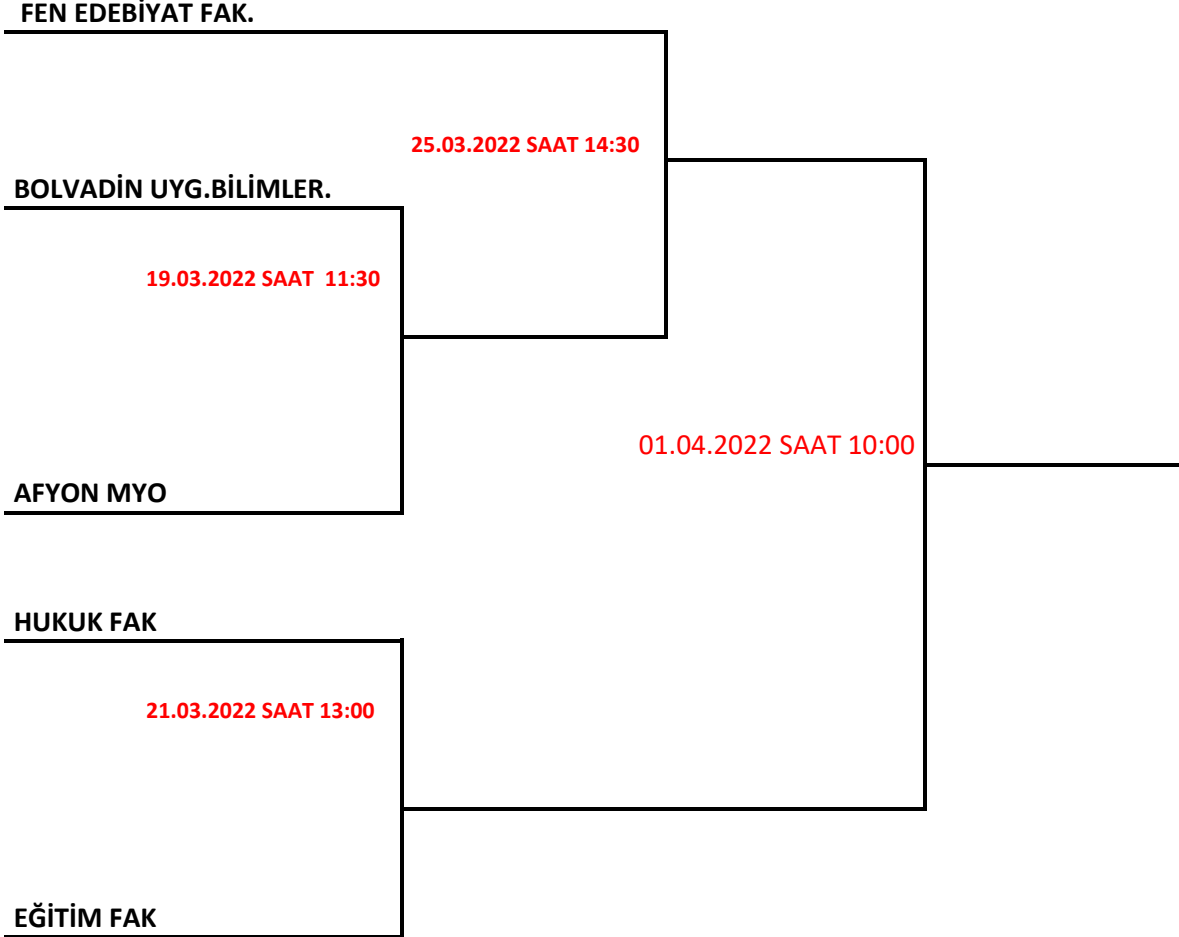 FEN EDEBİYAT FAK.
25.03.2022 SAAT 14:30
BOLVADİN UYG.BİLİMLER.
19.03.2022 SAAT  11:30
01.04.2022 SAAT 10:00
AFYON MYO
HUKUK FAK
21.03.2022 SAAT 13:00
EĞİTİM FAK